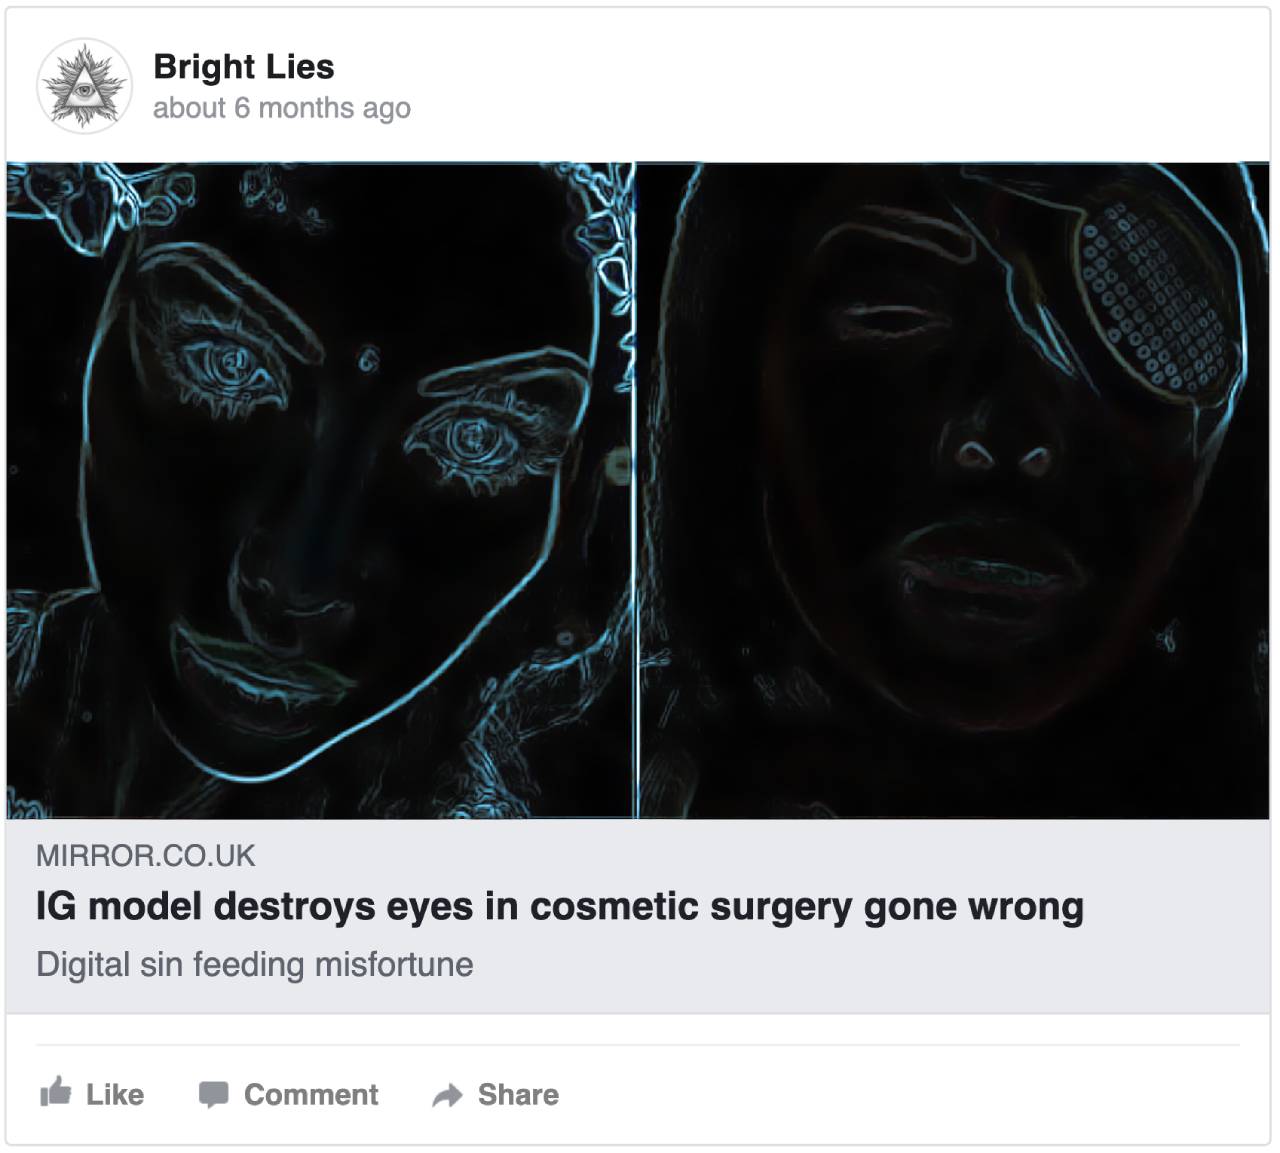 Bright Lies
about 6 months ago
MIRROR.CO.UK
IG model destroys eyes in cosmetic surgery gone wrong
Digital sin feeding misfortune
Like
Comment
Share